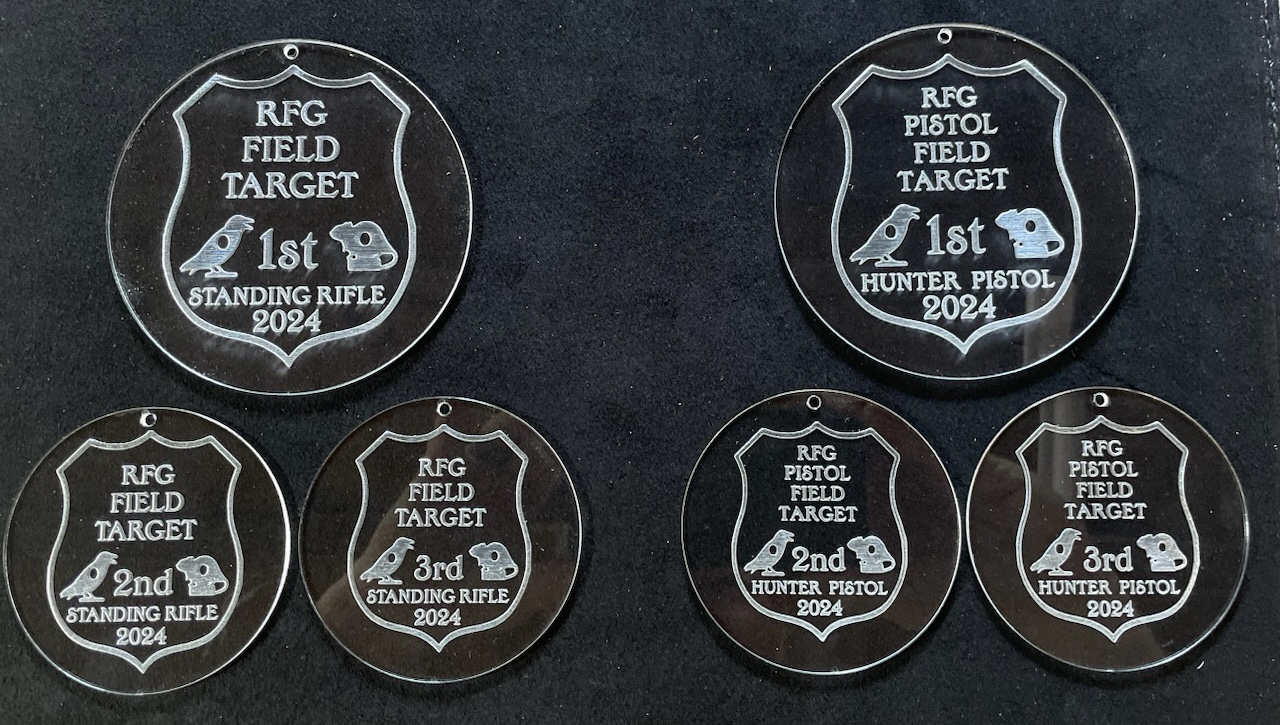 RFG
FIELD
TARGET
1st
STANDING RIFLE
2024
RFG
PISTOL
FIELD
TARGET
1st
HUNTER PISTOL
2024
RFG
FIELD
TARGET
2nd
STANDING RIFLE
2024
RFG
FIELD
TARGET
3rd
STANDING RIFLE
2024
RFG
PISTOL
FIELD
TARGET
2nd
HUNTER PISTOL
2024
RFG
PISTOL
FIELD
TARGET
3rd
HUNTER PISTOL
2024